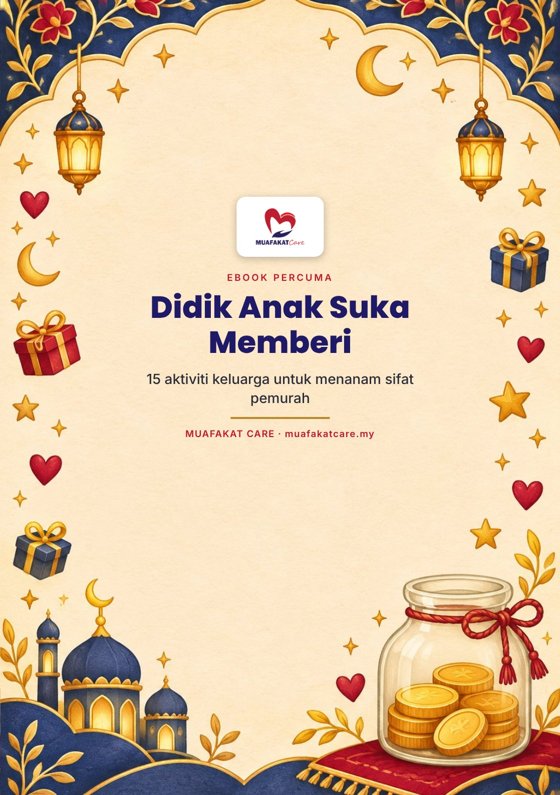 MUAFAKATCare
EBOOK PERCUMA
Didik Anak Suka
Memberi
15 aktiviti keluarga untuk menanam sifat
pemurah
MUAFAKAT CARE · muafakatcare.my